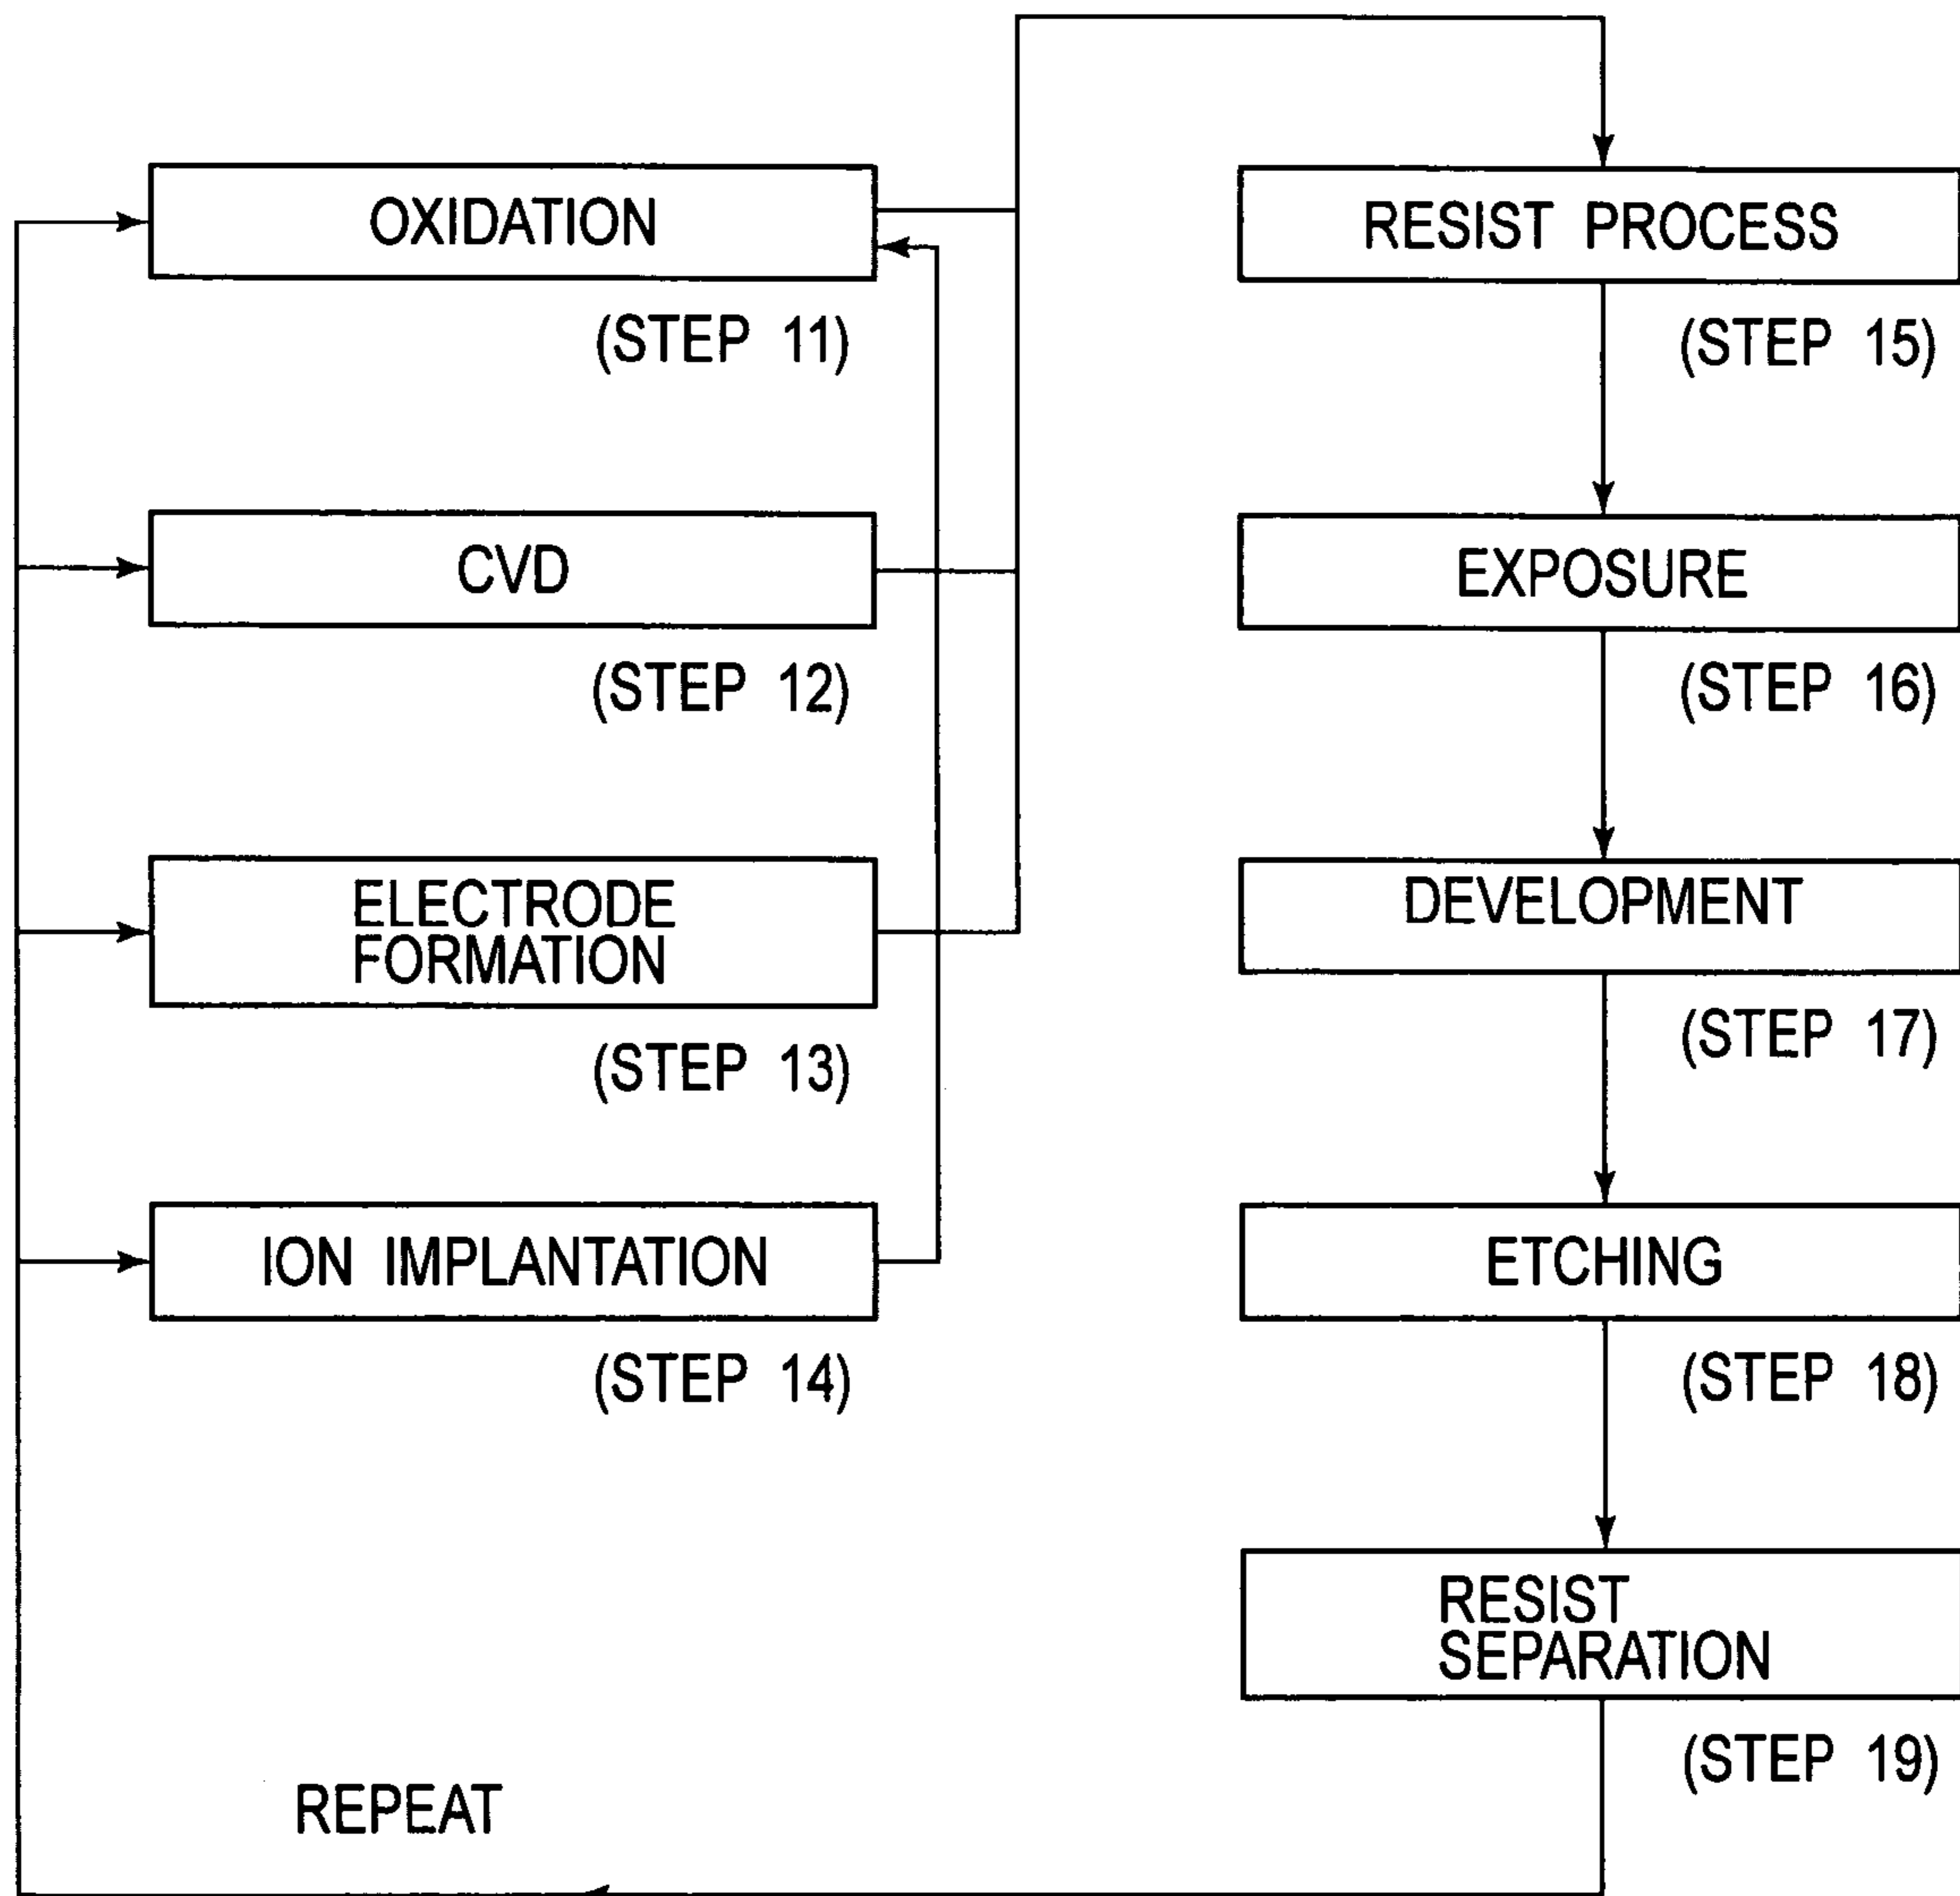 OXIDATION
(STEP 11)
CVD
(STEP 12)
ELECTRODE
FORMATION
(STEP 13)
ION IMPLANTATION
(STEP 14)
REPEAT
RESIST PROCESS
(STEP 15)
EXPOSURE
(STEP 16)
DEVELOPMENT
(STEP 17)
ETCHING
(STEP 18)
RESIST
SEPARATION
(STEP 19)